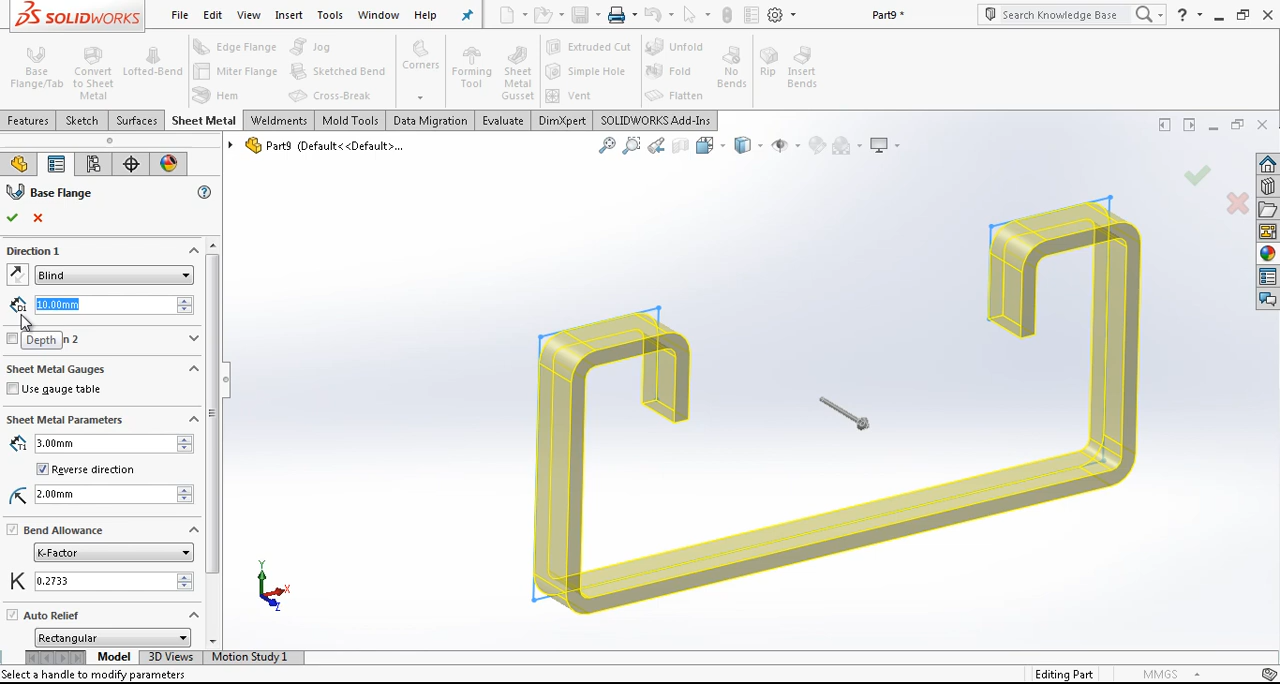 SOLIDWORKS File Edit View Insert Tools Window Help Part9 * Search Knowledge Base ?
Base Flange/Tab
Convert to Sheet Metal
Lofted-Bend
Edge Flange
Miter Flange
Hem
Jog
Sketched Bend
Cross-Break
Corners
Forming Tool
Sheet Metal Gusset
Extruded Cut
Simple Hole
Vent
Unfold
Fold
Flatten
No Bends
Rip
Insert Bends
Features Sketch Surfaces Sheet Metal Weldments Mold Tools Data Migration Evaluate DimXpert SOLIDWORKS Add-Ins
Part9 (Default<<Default>...
Base Flange ?
Direction 1
Blind
D1 10.00mm
Depth n 2
Sheet Metal Gauges
Use gauge table
Sheet Metal Parameters
T1 3.00mm
Reverse direction
2.00mm
Bend Allowance
K-Factor
K 0.2733
Auto Relief
Rectangular
Y
X
Z
Model 3D Views Motion Study 1
Select a handle to modify parameters Editing Part MMGS